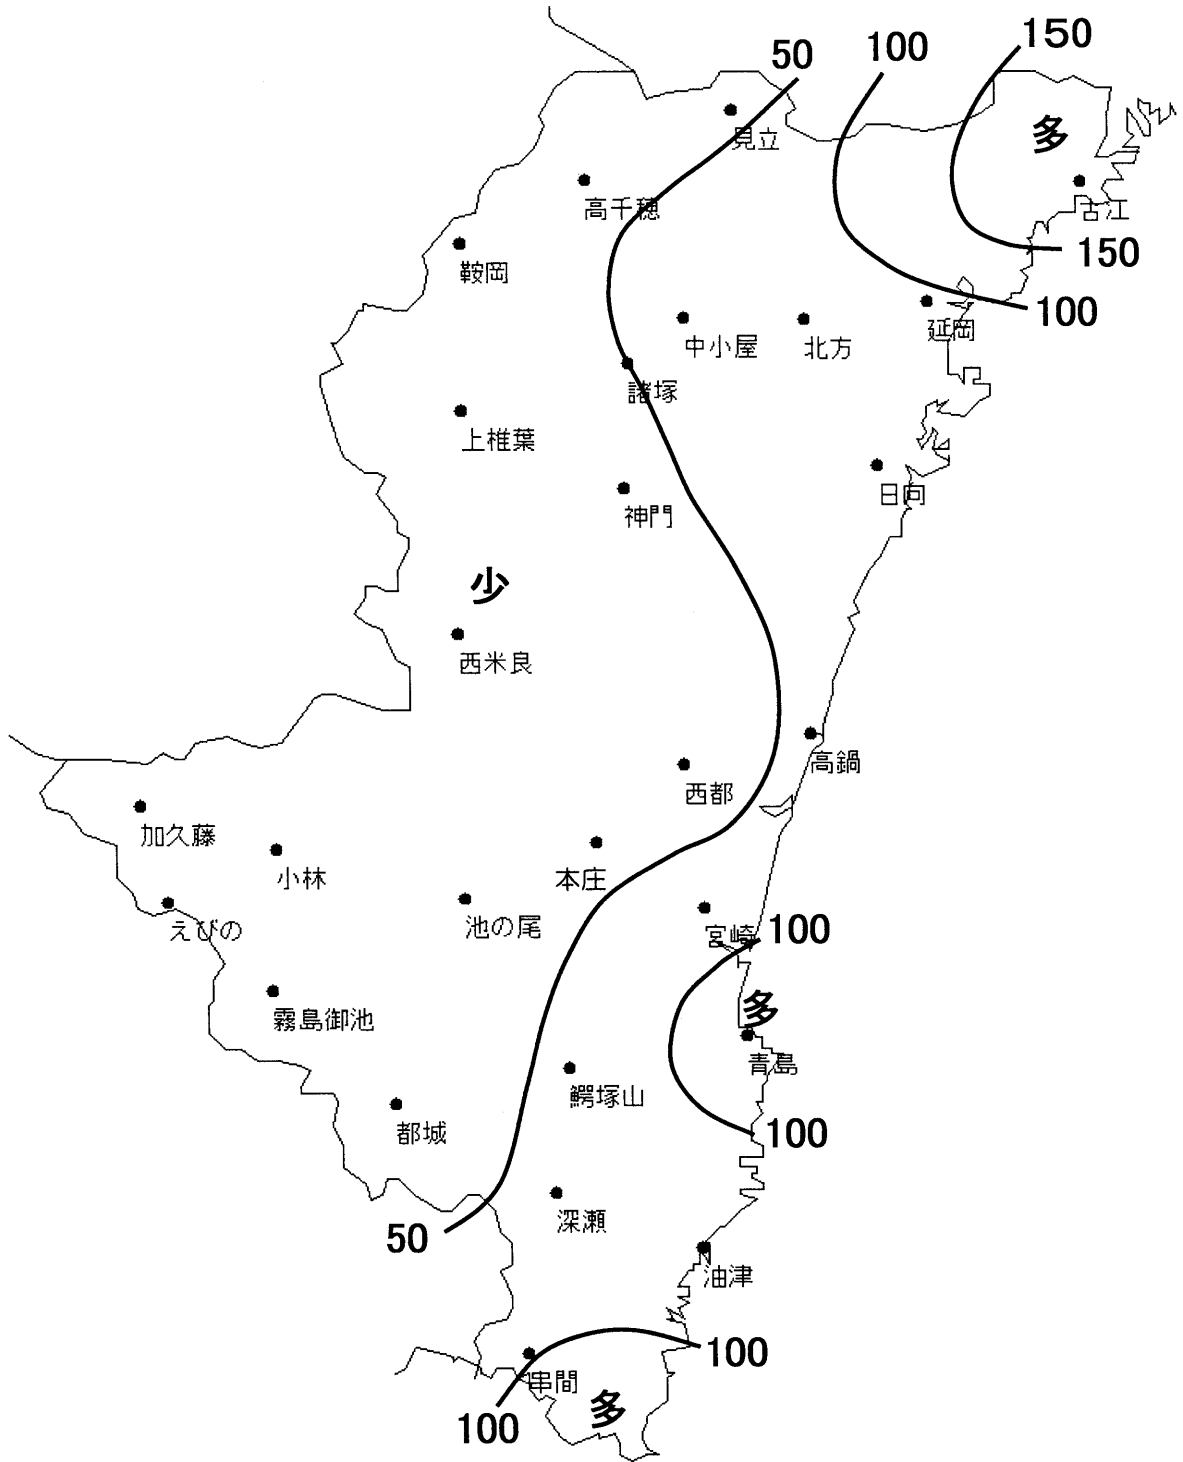 150
100
50
多
見立
古江
高千穂
150
鞍岡
100
延岡
中小屋
北方
諸塚
上椎葉
日向
神門
少
西米良
高鍋
西都
加久藤
小林
本庄
池の尾
えびの
宮崎
100
多
霧島御池
青島
鰐塚山
都城
100
深瀬
50
油津
100
串間
多
100